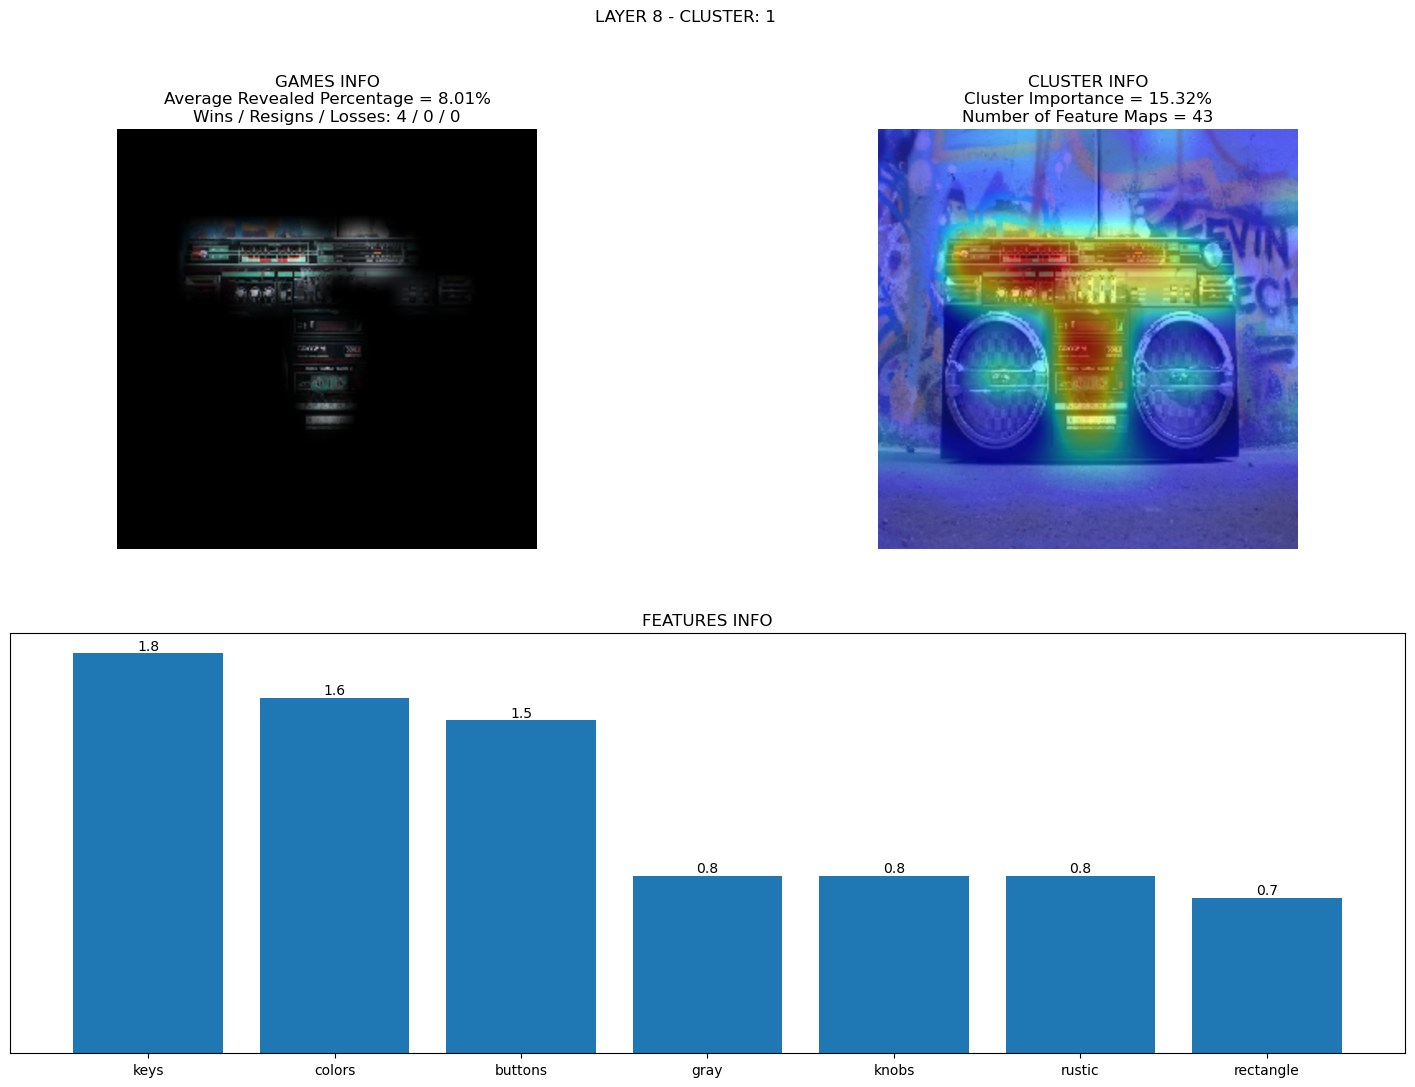 LAYER 8 - CLUSTER: 1
GAMES INFO
Average Revealed Percentage = 8.01%
Wins / Resigns / Losses: 4 / 0 / 0
CLUSTER INFO
Cluster Importance = 15.32%
Number of Feature Maps = 43
EVIN
ECH
FEATURES INFO
1.8
1.6
1.5
0.8
0.8
0.8
0.7
keys
colors
buttons
gray
knobs
rustic
rectangle